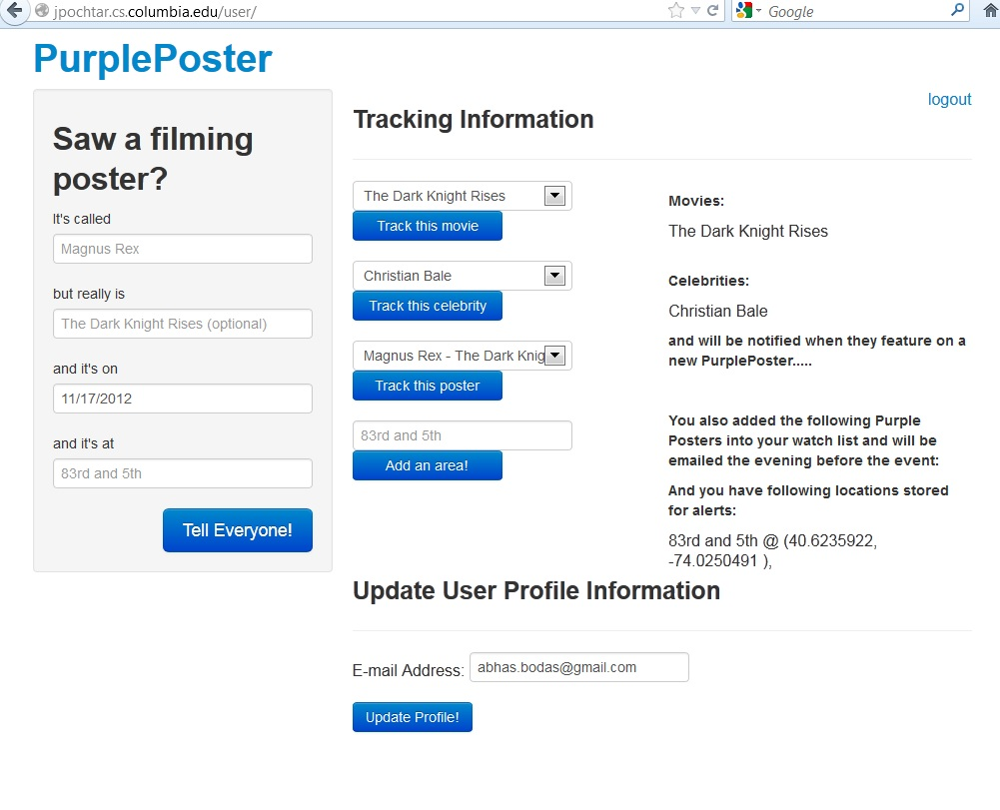 jpochtar.cs.columbia.edu/user/
Google
PurplePoster
logout
Saw a filming
poster?
It's called
Magnus Rex
but really is
The Dark Knight Rises (optional)
and it's on
11/17/2012
and it's at
83rd and 5th
Tell Everyone!
Tracking Information
The Dark Knight Rises
Track this movie
Christian Bale
Track this celebrity
Magnus Rex - The Dark Knig
Track this poster
83rd and 5th
Add an area!
Movies:
The Dark Knight Rises
Celebrities:
Christian Bale
and will be notified when they feature on a
new PurplePoster.....
You also added the following Purple
Posters into your watch list and will be
emailed the evening before the event:
And you have following locations stored
for alerts:
83rd and 5th @ (40.6235922,
-74.0250491 ),
Update User Profile Information
E-mail Address:
abhas.bodas@gmail.com
Update Profile!